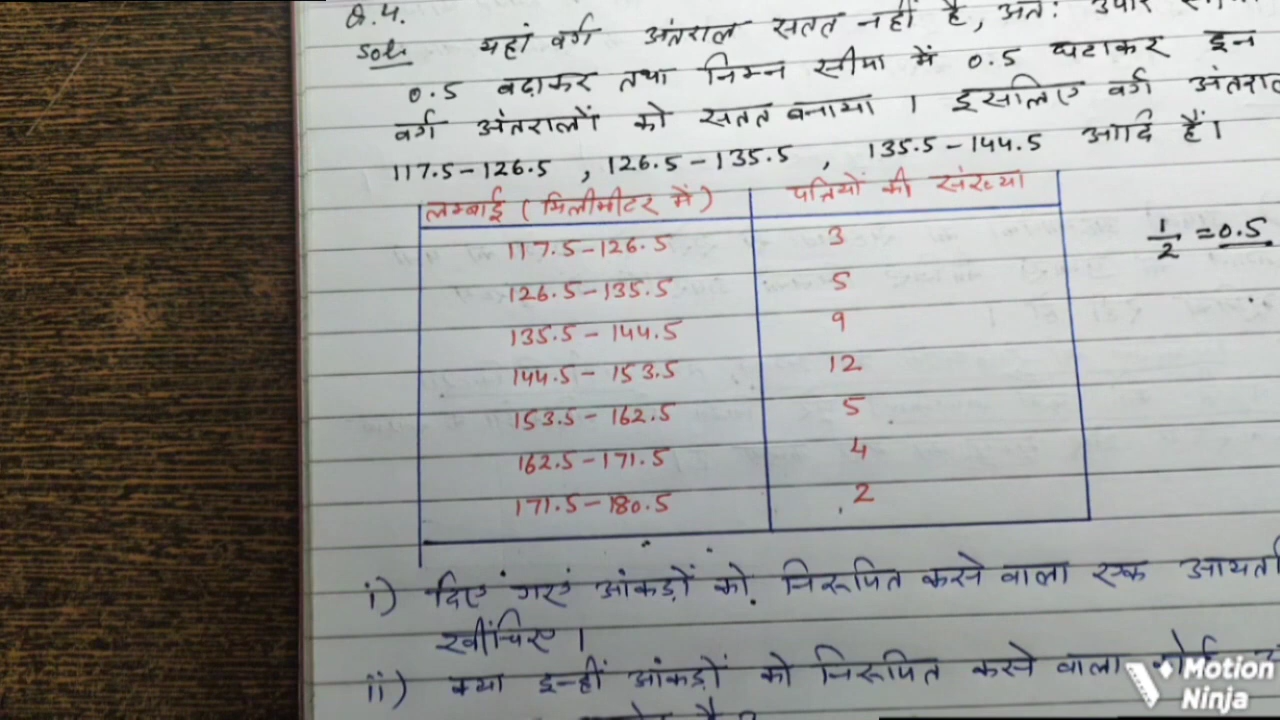 Q.4.
Sol. यहां वर्ग अंतराल सतत नहीं है, अतः
0.5 बढ़ाकर तथा निम्न सीमा में 0.5 घटाकर इन
वर्ग अंतरालों को सतत बनाया । इसलिए वर्ग
117.5-126.5 , 126.5-135.5 , 135.5-144.5 आदि हैं।
लम्बाई (मिलीमीटर में) पत्तियों की संख्या
117.5-126.5 3
126.5-135.5 5
135.5-144.5 9
144.5-153.5 12
153.5-162.5 5
162.5-171.5 4
171.5-180.5 2
1/2 = 0.5
i) दिए गएं आंकड़ों को निरूपित करने वाला एक
खींचिए ।
ii) क्या इन्हीं आंकड़ों को निरूपित करने वाला
Motion
Ninja